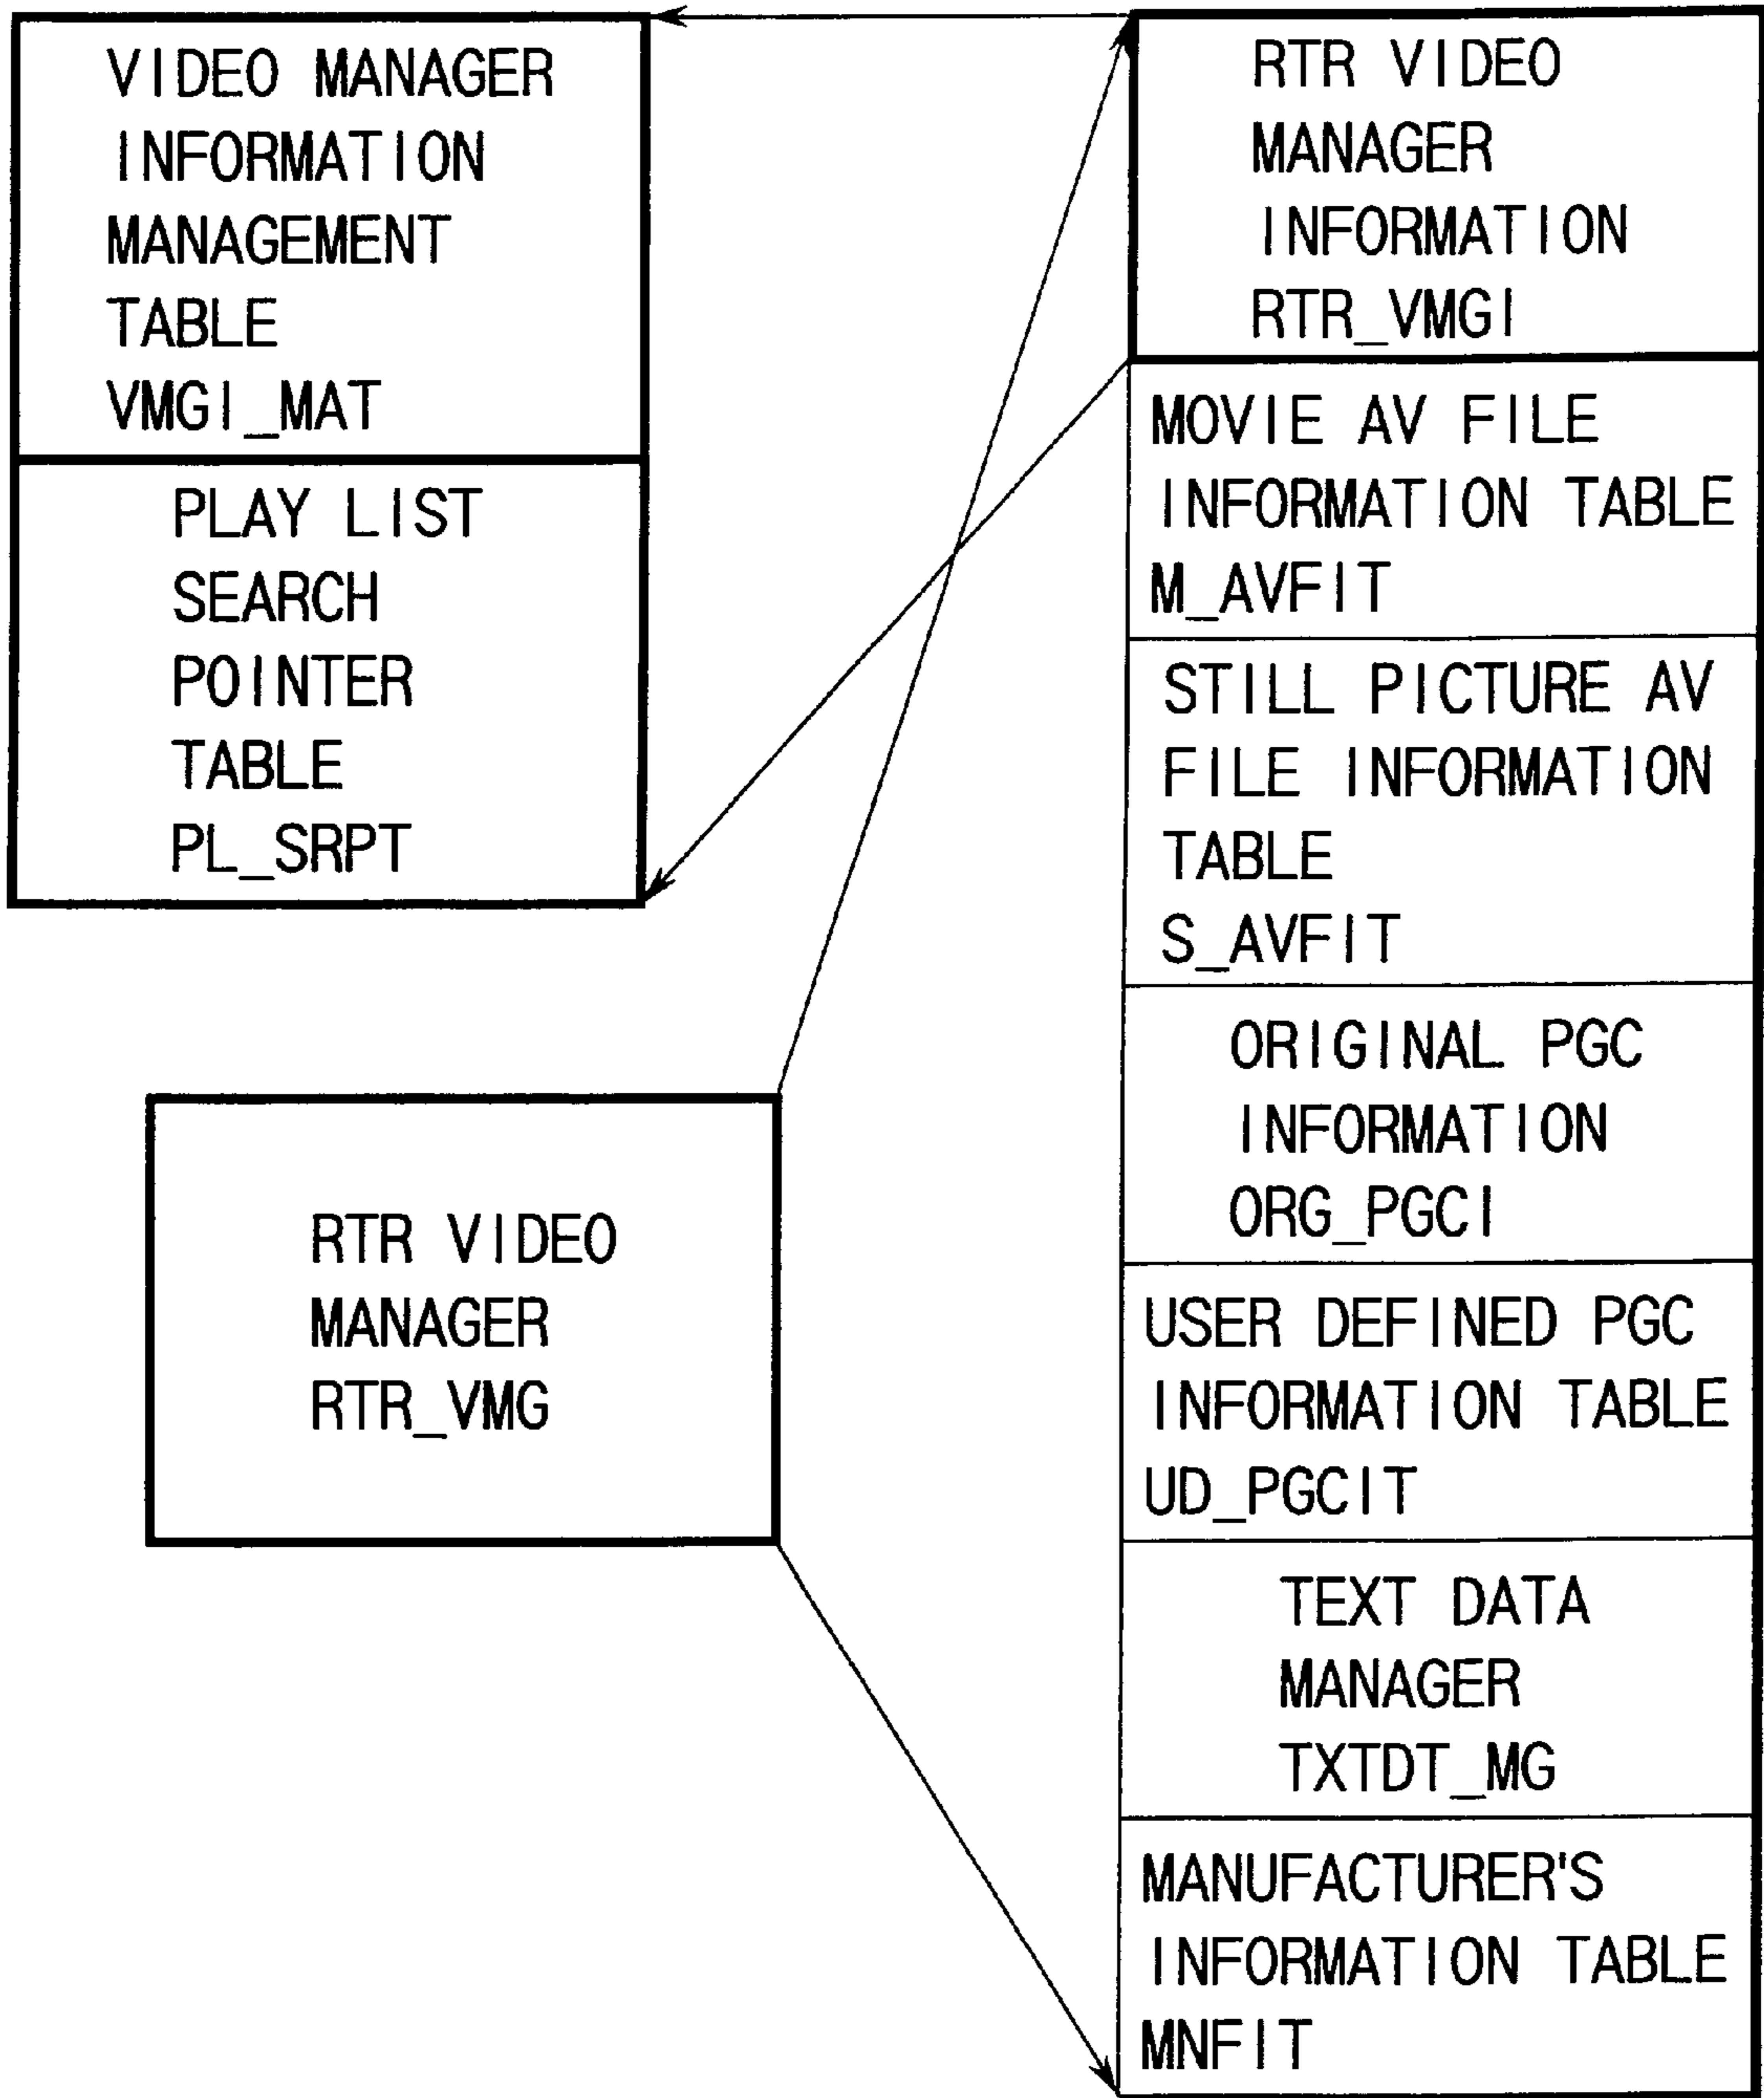 VIDEO MANAGER
INFORMATION
MANAGEMENT
TABLE
VMGI_MAT
PLAY LIST
SEARCH
POINTER
TABLE
PL_SRPT
RTR VIDEO
MANAGER
RTR_VMG
RTR VIDEO
MANAGER
INFORMATION
RTR_VMGI
MOVIE AV FILE
INFORMATION TABLE
M_AVFIT
STILL PICTURE AV
FILE INFORMATION
TABLE
S_AVFIT
ORIGINAL PGC
INFORMATION
ORG_PGCI
USER DEFINED PGC
INFORMATION TABLE
UD_PGCIT
TEXT DATA
MANAGER
TXTDT_MG
MANUFACTURER'S
INFORMATION TABLE
MNFIT